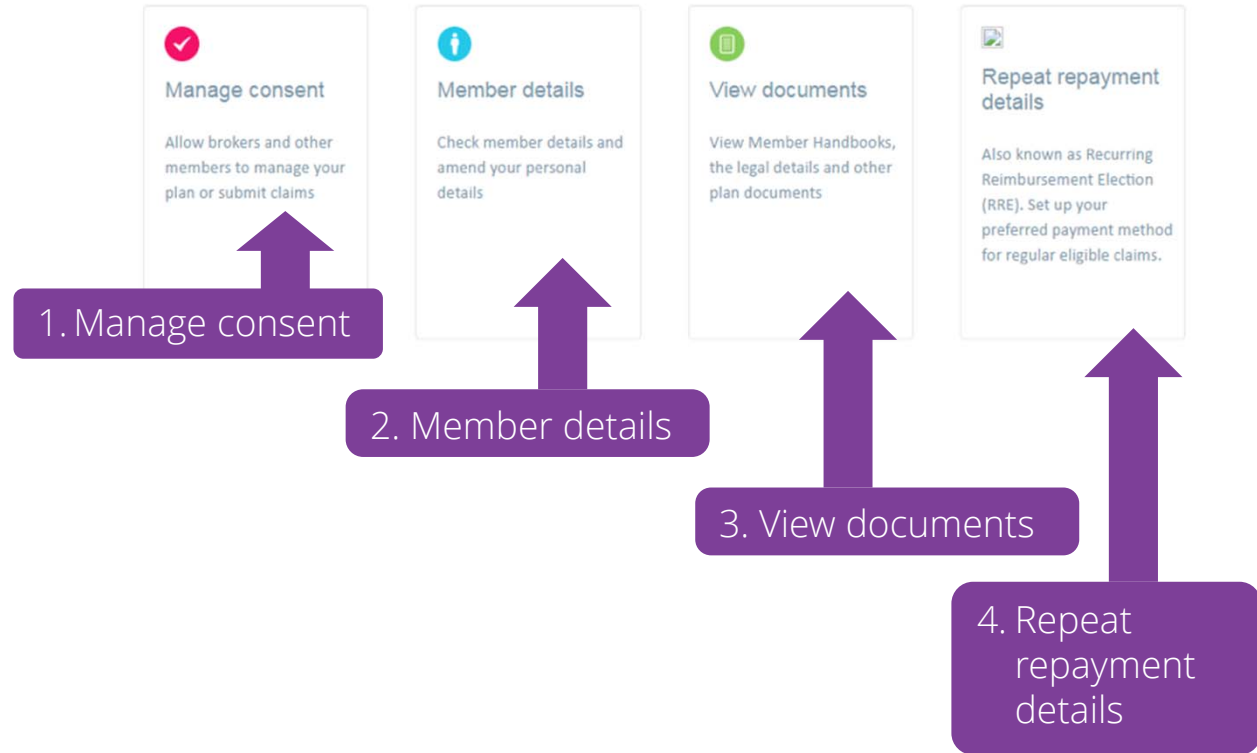 Manage consent
Allow brokers and other
members to manage your
plan or submit claims
Member details
Check member details and
amend your personal
details
View documents
View Member Handbooks,
the legal details and other
plan documents
Repeat repayment
details
Also known as Recurring
Reimbursement Election
(RRE). Set up your
preferred payment method
for regular eligible claims.
1. Manage consent
2. Member details
3. View documents
4. Repeat
repayment
details